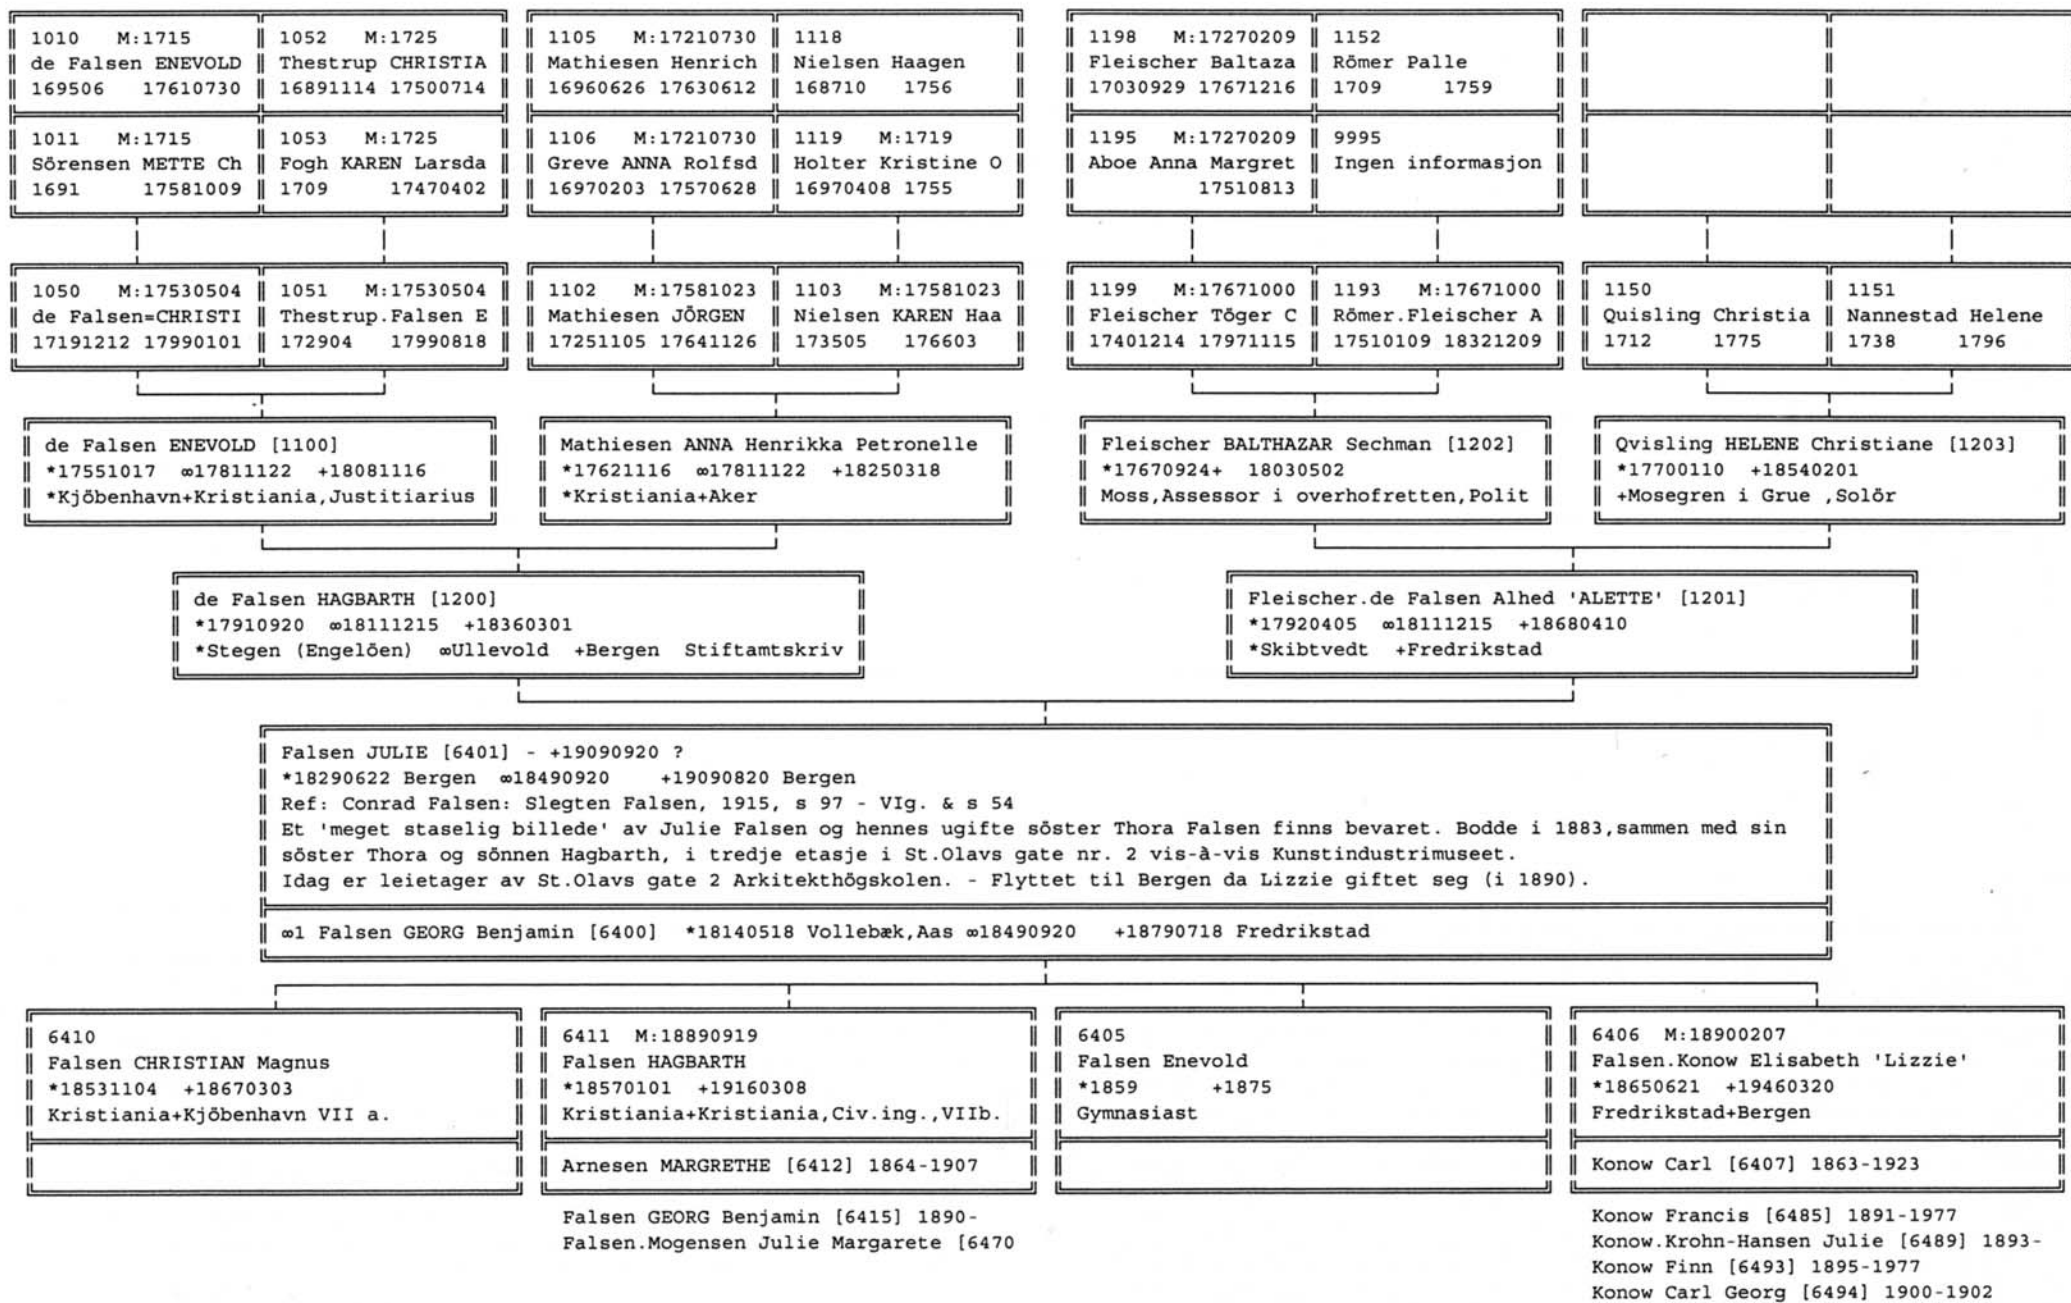 1010 M:1715
de Falsen ENEVOLD
169506 17610730
1052 M:1725
Thestrup CHRISTIA
16891114 17500714
1105 M:17210730
Mathiesen Henrich
16960626 17630612
1118
Nielsen Haagen
168710 1756
1198 M:17270209
Fleischer Baltaza
17030929 17671216
1152
Römer Palle
1709 1759
1011 M:1715
Sörensen METTE Ch
1691 17581009
1053 M:1725
Fogh KAREN Larsda
1709 17470402
1106 M:17210730
Greve ANNA Rolfsd
16970203 17570628
1119 M:1719
Holter Kristine O
16970408 1755
1195 M:17270209
Aboe Anna Margret
17510813
9995
Ingen informasjon
1050 M:17530504
de Falsen=CHRISTI
17191212 17990101
1051 M:17530504
Thestrup.Falsen E
172904 17990818
1102 M:17581023
Mathiesen JÖRGEN
17251105 17641126
1103 M:17581023
Nielsen KAREN Haa
173505 176603
1199 M:17671000
Fleischer Töger C
17401214 17971115
1193 M:17671000
Römer.Fleischer A
17510109 18321209
1150
Quisling Christia
1712 1775
1151
Nannestad Helene
1738 1796
de Falsen ENEVOLD [1100]
*17551017 ∞17811122 +18081116
*Kjöbenhavn+Kristiania,Justitiarius
Mathiesen ANNA Henrikka Petronelle
*17621116 ∞17811122 +18250318
*Kristiania+Aker
Fleischer BALTHAZAR Sechman [1202]
*17670924+ 18030502
Moss,Assessor i overhofretten,Polit
Qvisling HELENE Christiane [1203]
*17700110 +18540201
+Mosegren i Grue ,Solör
de Falsen HAGBARTH [1200]
*17910920 ∞18111215 +18360301
*Stegen (Engelöen) ∞Ullevold +Bergen Stiftamtskriv
Fleischer.de Falsen Alhed 'ALETTE' [1201]
*17920405 ∞18111215 +18680410
*Skibtvedt +Fredrikstad
Falsen JULIE [6401] - +19090920 ?
*18290622 Bergen ∞18490920 +19090820 Bergen
Ref: Conrad Falsen: Slegten Falsen, 1915, s 97 - VIg. & s 54
Et 'meget staselig billede' av Julie Falsen og hennes ugifte söster Thora Falsen finns bevaret. Bodde i 1883,sammen med sin
söster Thora og sönnen Hagbarth, i tredje etasje i St.Olavs gate nr. 2 vis-à-vis Kunstindustrimuseet.
Idag er leietager av St.Olavs gate 2 Arkitekthögskolen. - Flyttet til Bergen da Lizzie giftet seg (i 1890).
∞1 Falsen GEORG Benjamin [6400] *18140518 Vollebæk,Aas ∞18490920 +18790718 Fredrikstad
6410
Falsen CHRISTIAN Magnus
*18531104 +18670303
Kristiania+Kjöbenhavn VII a.
6411 M:18890919
Falsen HAGBARTH
*18570101 +19160308
Kristiania+Kristiania,Civ.ing.,VIIb.
Arnesen MARGRETHE [6412] 1864-1907
Falsen GEORG Benjamin [6415] 1890-
Falsen.Mogensen Julie Margarete [6470
6405
Falsen Enevold
*1859 +1875
Gymnasiast
6406 M:18900207
Falsen.Konow Elisabeth 'Lizzie'
*18650621 +19460320
Fredrikstad+Bergen
Konow Carl [6407] 1863-1923
Konow Francis [6485] 1891-1977
Konow.Krohn-Hansen Julie [6489] 1893-
Konow Finn [6493] 1895-1977
Konow Carl Georg [6494] 1900-1902